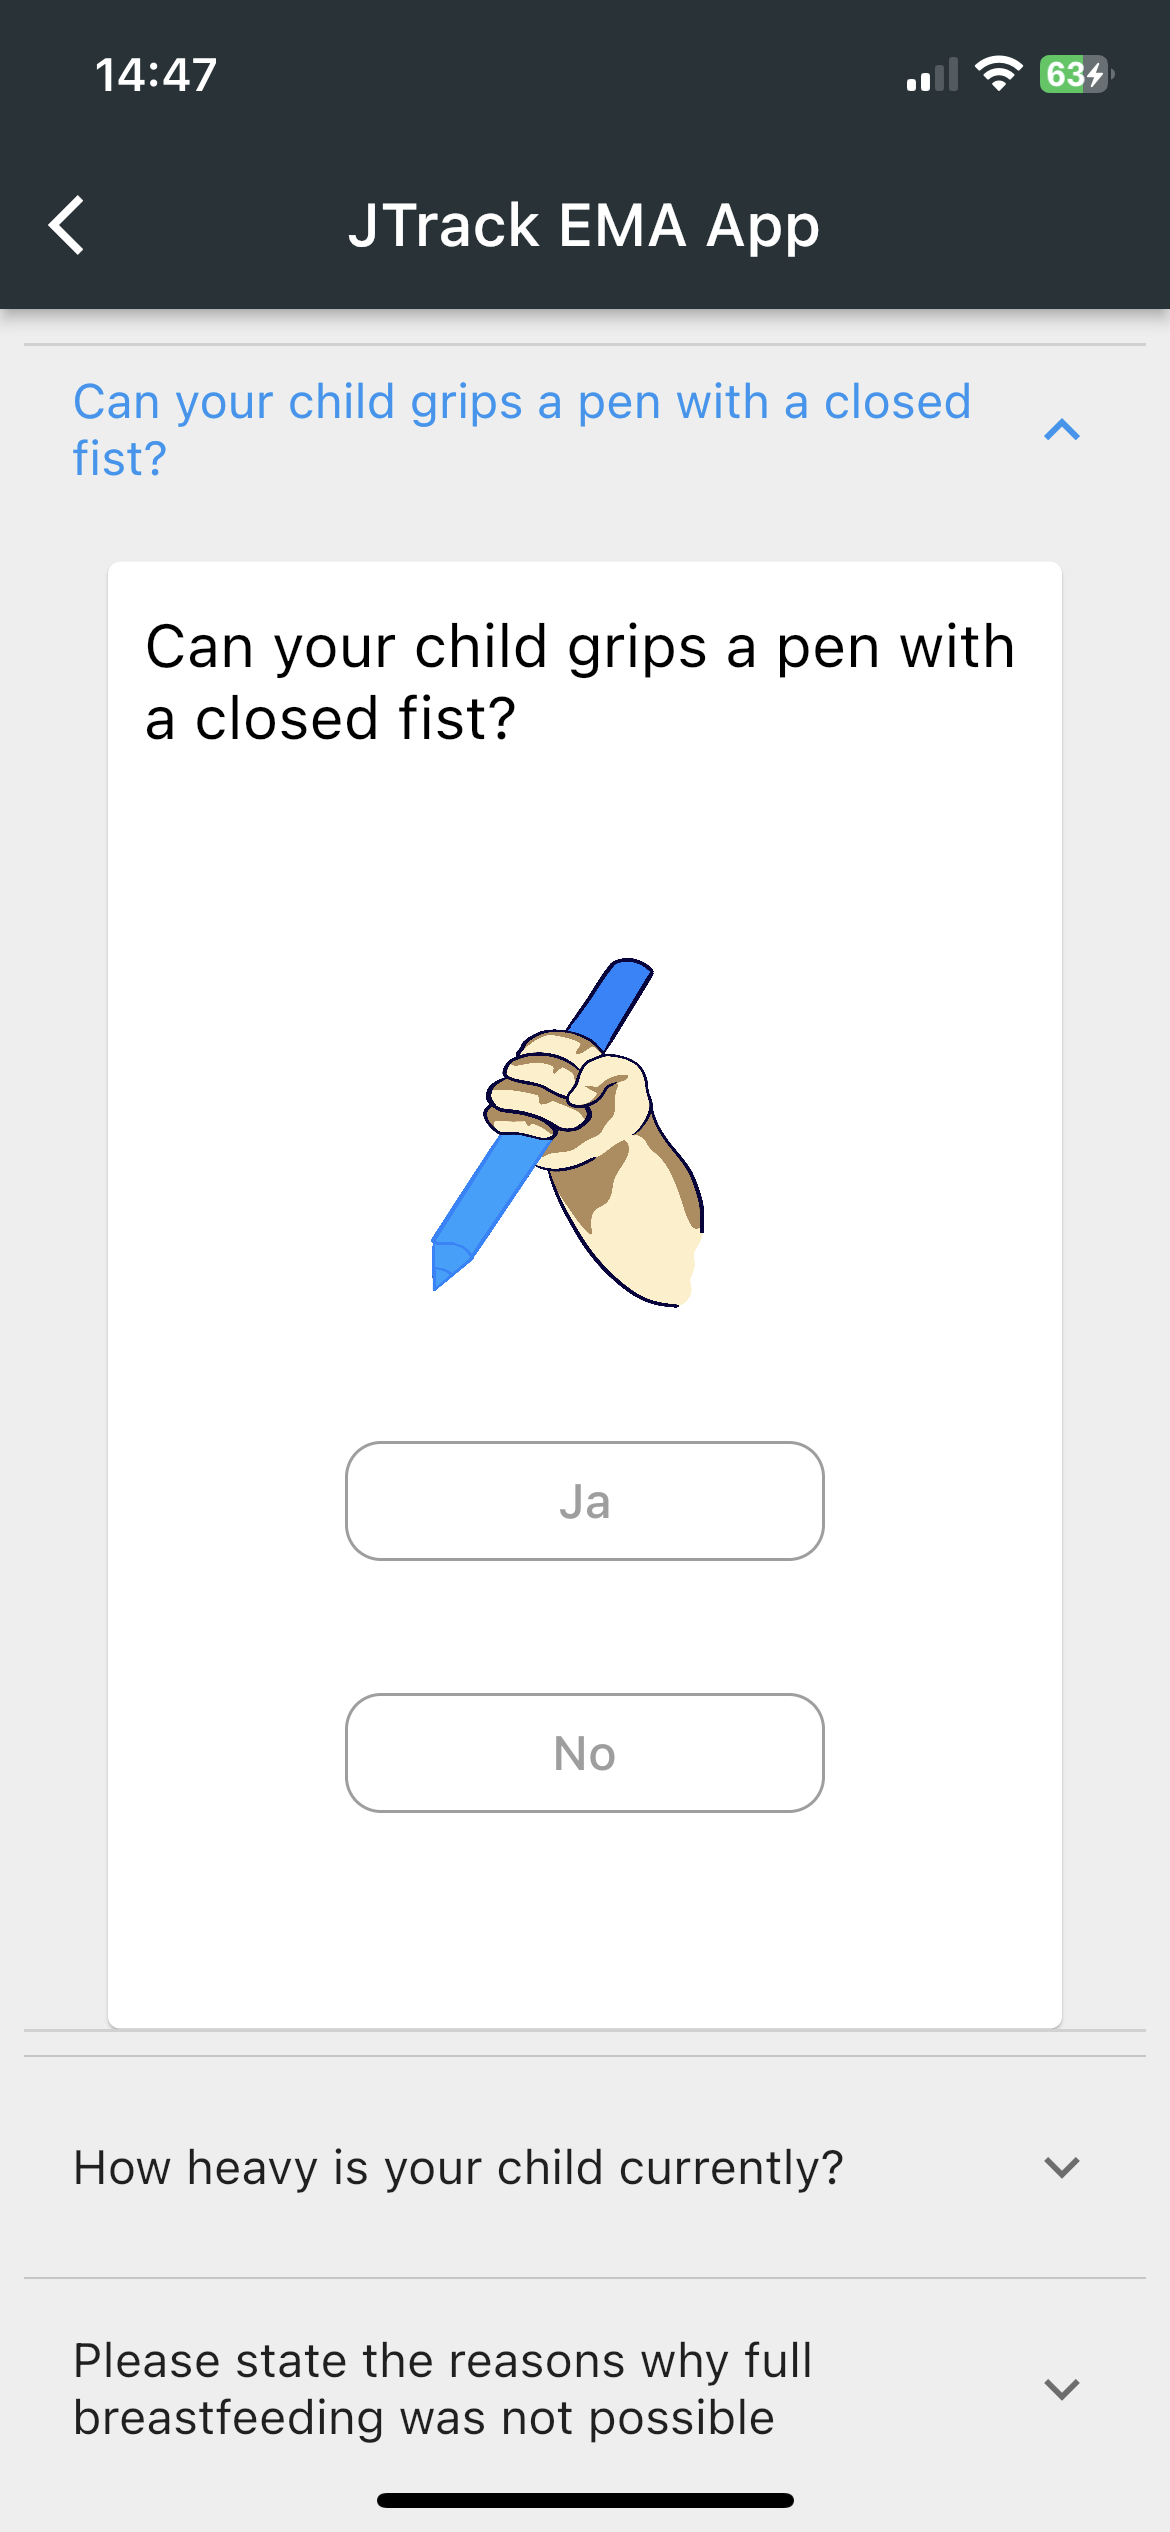 14:47
63
JTrack EMA App
Can your child grips a pen with a closed
fist?
Can your child grips a pen with
a closed fist?
Ja
No
How heavy is your child currently?
Please state the reasons why full
breastfeeding was not possible